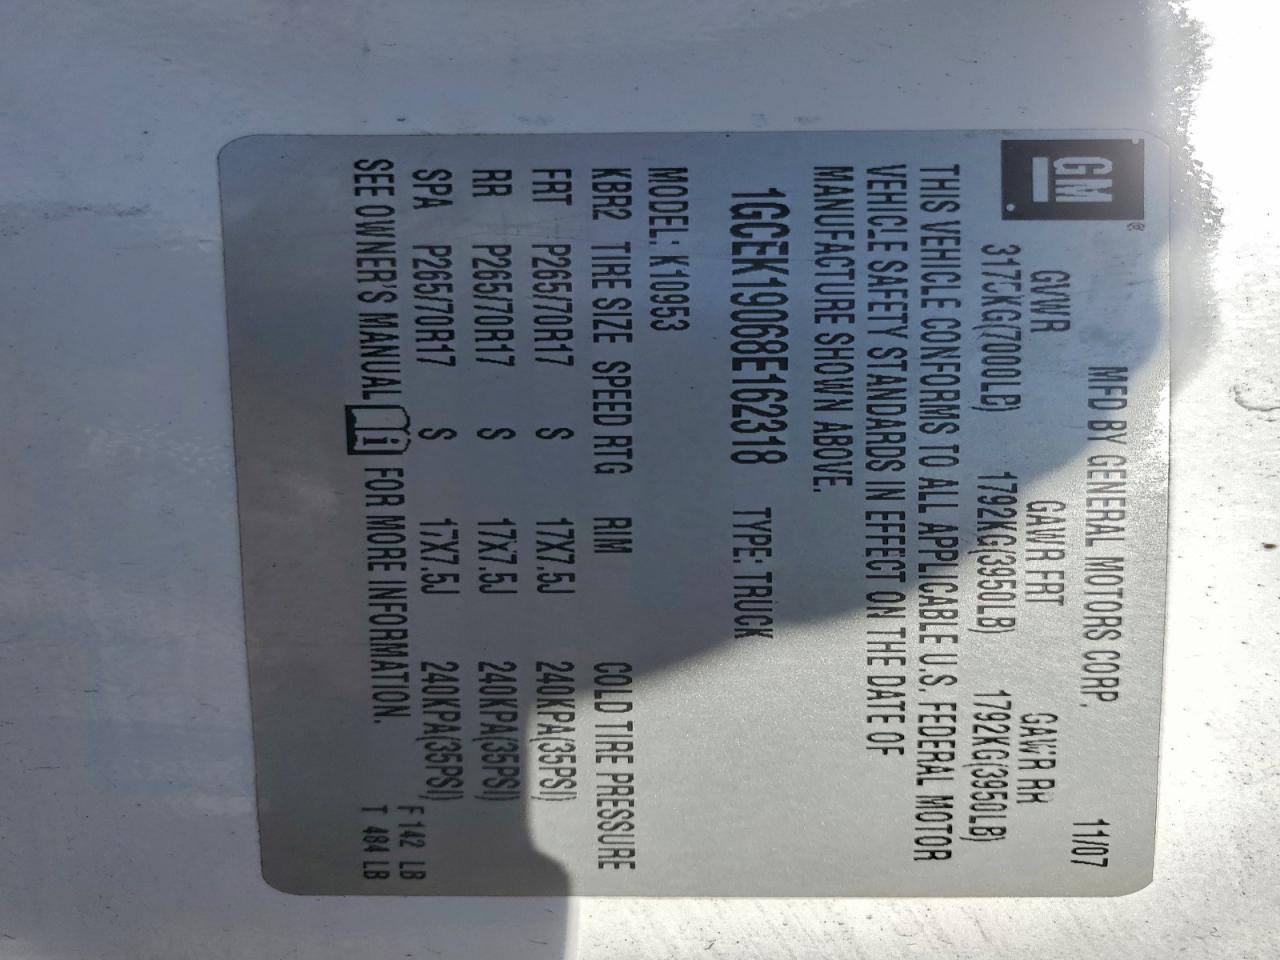 GM®
MFD BY GENERAL MOTORS CORP. 11/07
GVWR GAWR FRT GAWR RR
3175KG(7000LB) 1792KG(3950LB) 1792KG(3950LB)
THIS VEHICLE CONFORMS TO ALL APPLICABLE U.S. FEDERAL MOTOR
VEHICLE SAFETY STANDARDS IN EFFECT ON THE DATE OF
MANUFACTURE SHOWN ABOVE.
1GCEK19068E162318 TYPE: TRUCK
MODEL: K10953
KBR2 TIRE SIZE SPEED RTG RIM COLD TIRE PRESSURE
FRT P265/70R17 S 17X7.5J 240KPA(35PSI)
RR P265/70R17 S 17X7.5J 240KPA(35PSI)
SPA P265/70R17 S 17X7.5J 240KPA(35PSI)
SEE OWNER'S MANUAL i FOR MORE INFORMATION.
F 142 LB
T 484 LB